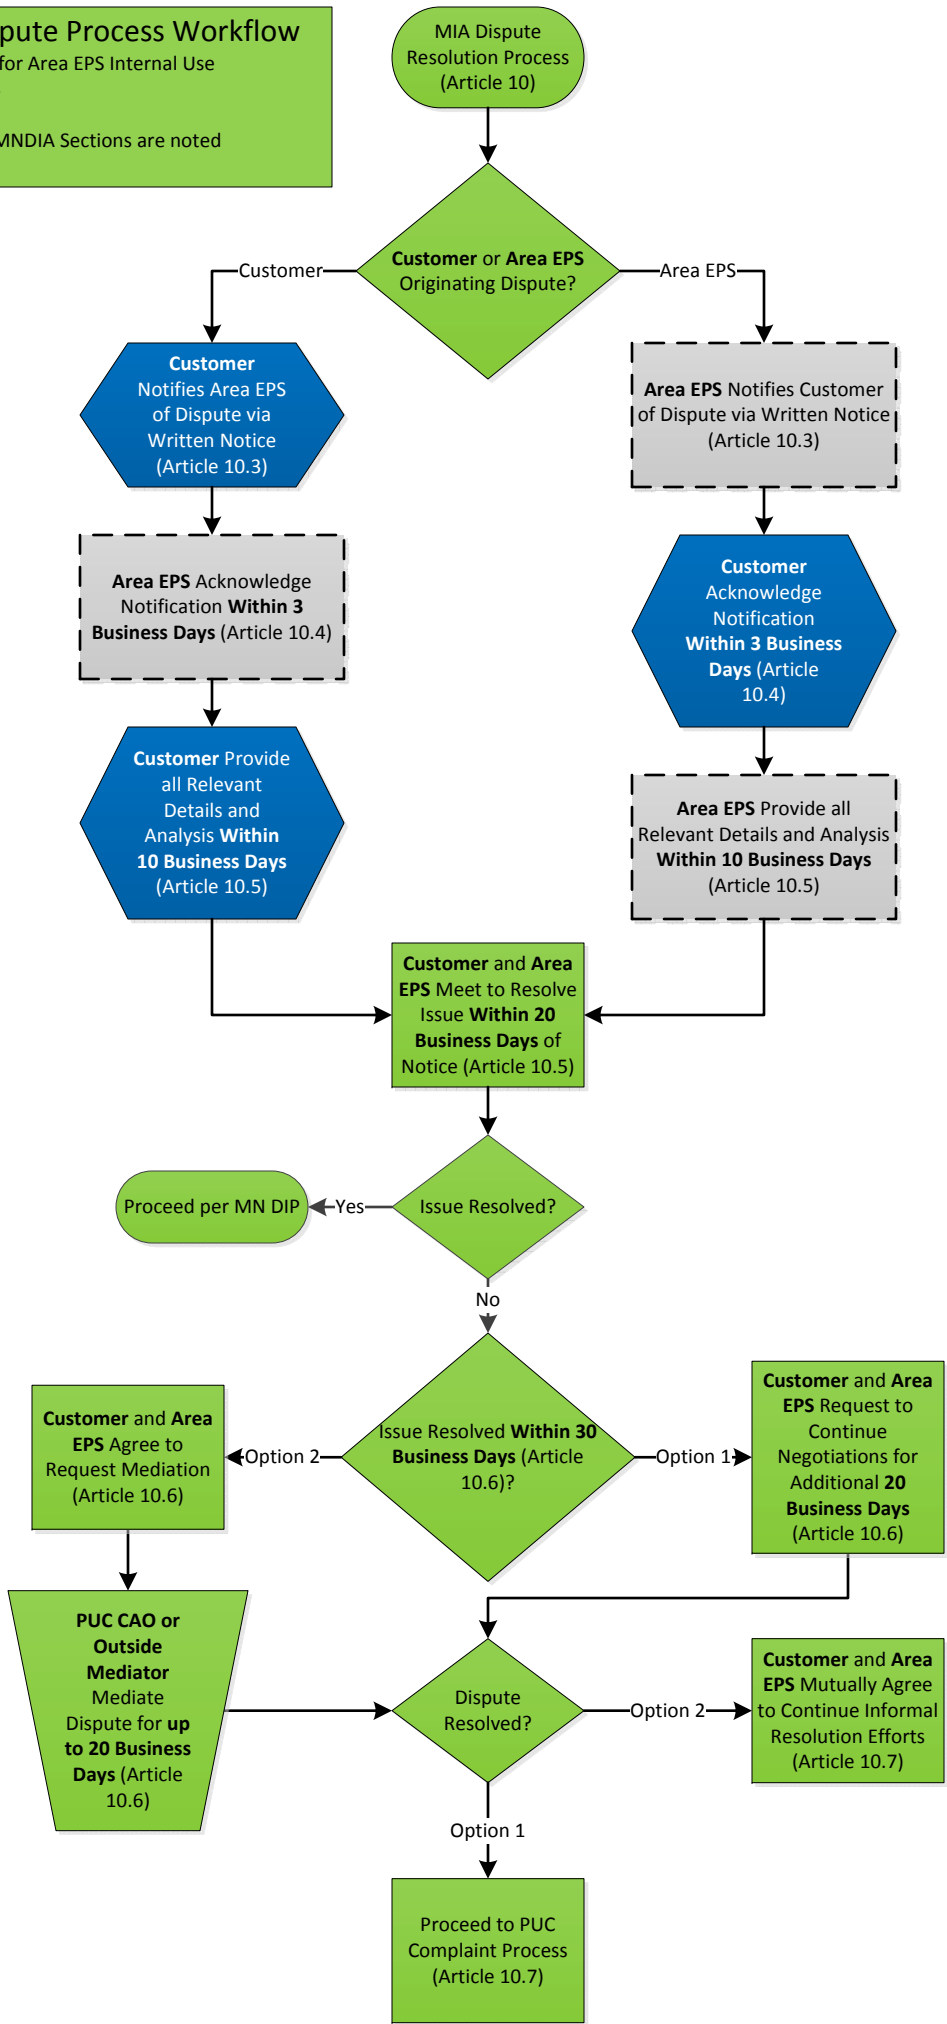 pute Process Workflow
for Area EPS Internal Use
MNDIA Sections are noted
MIA Dispute
Resolution Process
(Article 10)
Customer or Area EPS
Originating Dispute?
Customer
Area EPS
Customer
Notifies Area EPS
of Dispute via
Written Notice
(Article 10.3)
Area EPS Notifies Customer
of Dispute via Written Notice
(Article 10.3)
Area EPS Acknowledge
Notification Within 3
Business Days (Article 10.4)
Customer
Acknowledge
Notification
Within 3 Business
Days (Article
10.4)
Customer Provide
all Relevant
Details and
Analysis Within
10 Business Days
(Article 10.5)
Area EPS Provide all
Relevant Details and Analysis
Within 10 Business Days
(Article 10.5)
Customer and Area
EPS Meet to Resolve
Issue Within 20
Business Days of
Notice (Article 10.5)
Issue Resolved?
Yes
Proceed per MN DIP
No
Issue Resolved Within 30
Business Days (Article
10.6)?
Option 2
Option 1
Customer and Area
EPS Agree to
Request Mediation
(Article 10.6)
Customer and Area
EPS Request to
Continue
Negotiations for
Additional 20
Business Days
(Article 10.6)
PUC CAO or
Outside
Mediator
Mediate
Dispute for up
to 20 Business
Days (Article
10.6)
Dispute
Resolved?
Option 2
Customer and Area
EPS Mutually Agree
to Continue Informal
Resolution Efforts
(Article 10.7)
Option 1
Proceed to PUC
Complaint Process
(Article 10.7)